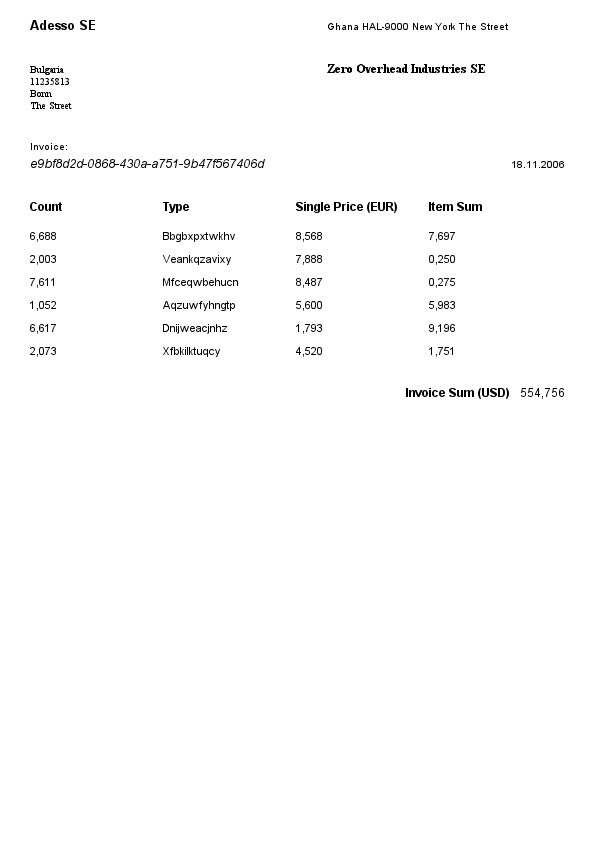 Adesso SE
Ghana HAL-9000 New York The Street
Bulgaria
11235813
Bonn
The Street
Zero Overhead Industries SE
Invoice:
e9bf8d2d-0868-430a-a751-9b47f567406d
18.11.2006
Count Type Single Price (EUR) Item Sum
6,688 Bbgbxpxtwkhv 8,568 7,697
2,003 Veankqzavixy 7,888 0,250
7,611 Mfceqwbehucn 8,487 0,275
1,052 Aqzuwfyhngtp 5,600 5,983
6,617 Dnijweacjnhz 1,793 9,196
2,073 Xfbkilktuqcy 4,520 1,751
Invoice Sum (USD) 554,756